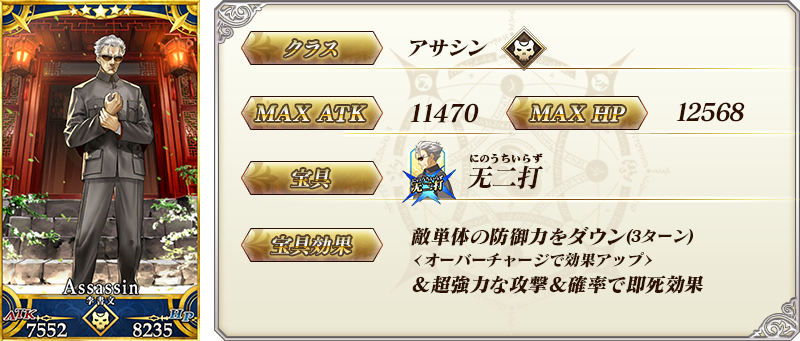 Assassin
李書文
ATK
HP
7552
8235
クラス
アサシン
MAX ATK
11470
MAX HP
12568
宝具
无二打
にのうちいらず
无二打
宝具効果
敵単体の防御力をダウン(3ターン)
<オーバーチャージで効果アップ>
&超強力な攻撃&確率で即死効果